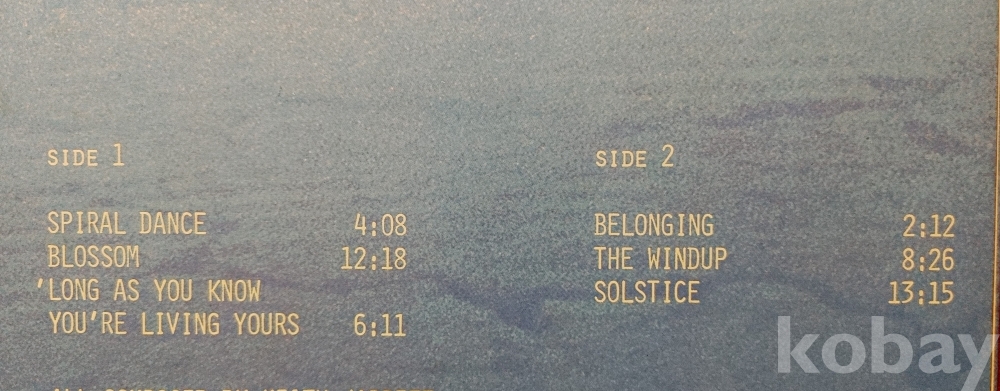 SIDE 1
SPIRAL DANCE 4:08
BLOSSOM 12:18
'LONG AS YOU KNOW
YOU'RE LIVING YOURS 6:11
SIDE 2
BELONGING 2:12
THE WINDUP 8:26
SOLSTICE 13:15
kobay